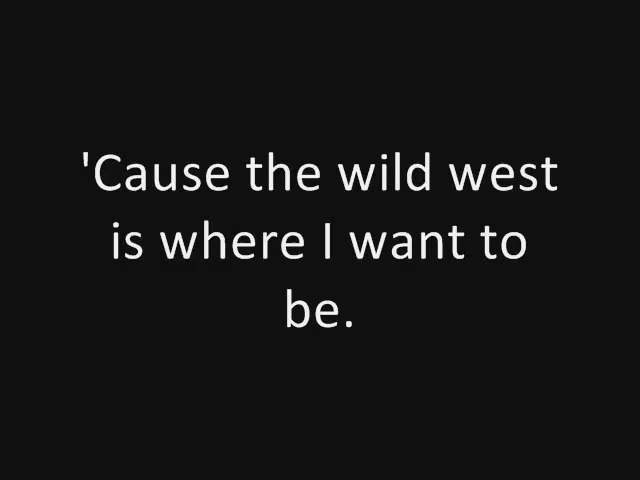 'Cause the wild west
is where I want to
be.